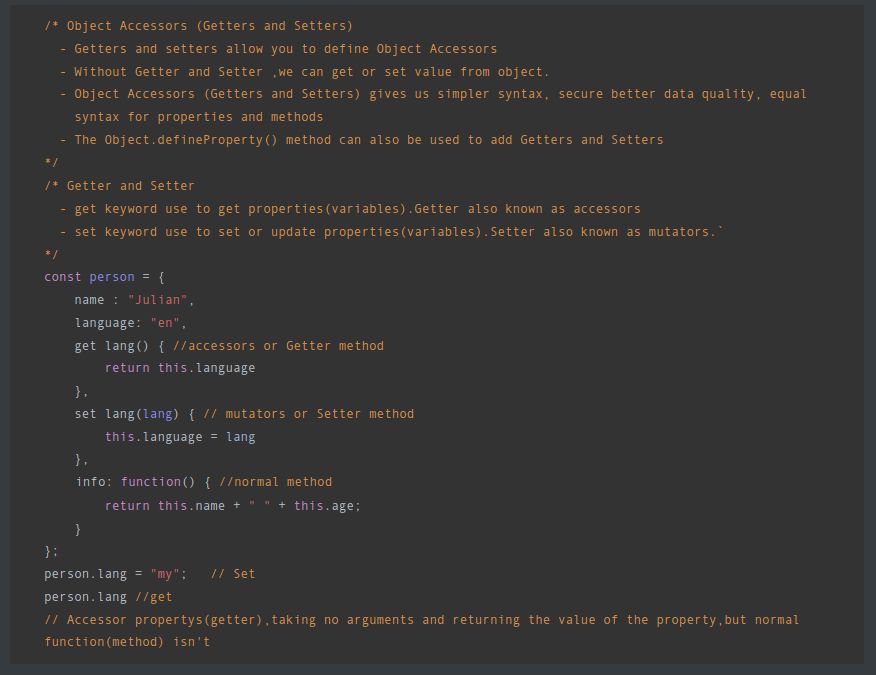 /* Object Accessors (Getters and Setters)
- Getters and setters allow you to define Object Accessors
- Without Getter and Setter ,we can get or set value from object.
- Object Accessors (Getters and Setters) gives us simpler syntax, secure better data quality, equal
syntax for properties and methods
- The Object.defineProperty() method can also be used to add Getters and Setters
*/
/* Getter and Setter
- get keyword use to get properties(variables).Getter also known as accessors
- set keyword use to set or update properties(variables).Setter also known as mutators.`
*/
const person = {
name : "Julian",
language: "en",
get lang() { //accessors or Getter method
return this.language
},
set lang(lang) { // mutators or Setter method
this.language = lang
},
info: function() { //normal method
return this.name + " " + this.age;
}
};
person.lang = "my";   // Set
person.lang //get
// Accessor propertys(getter),taking no arguments and returning the value of the property,but normal
function(method) isn't